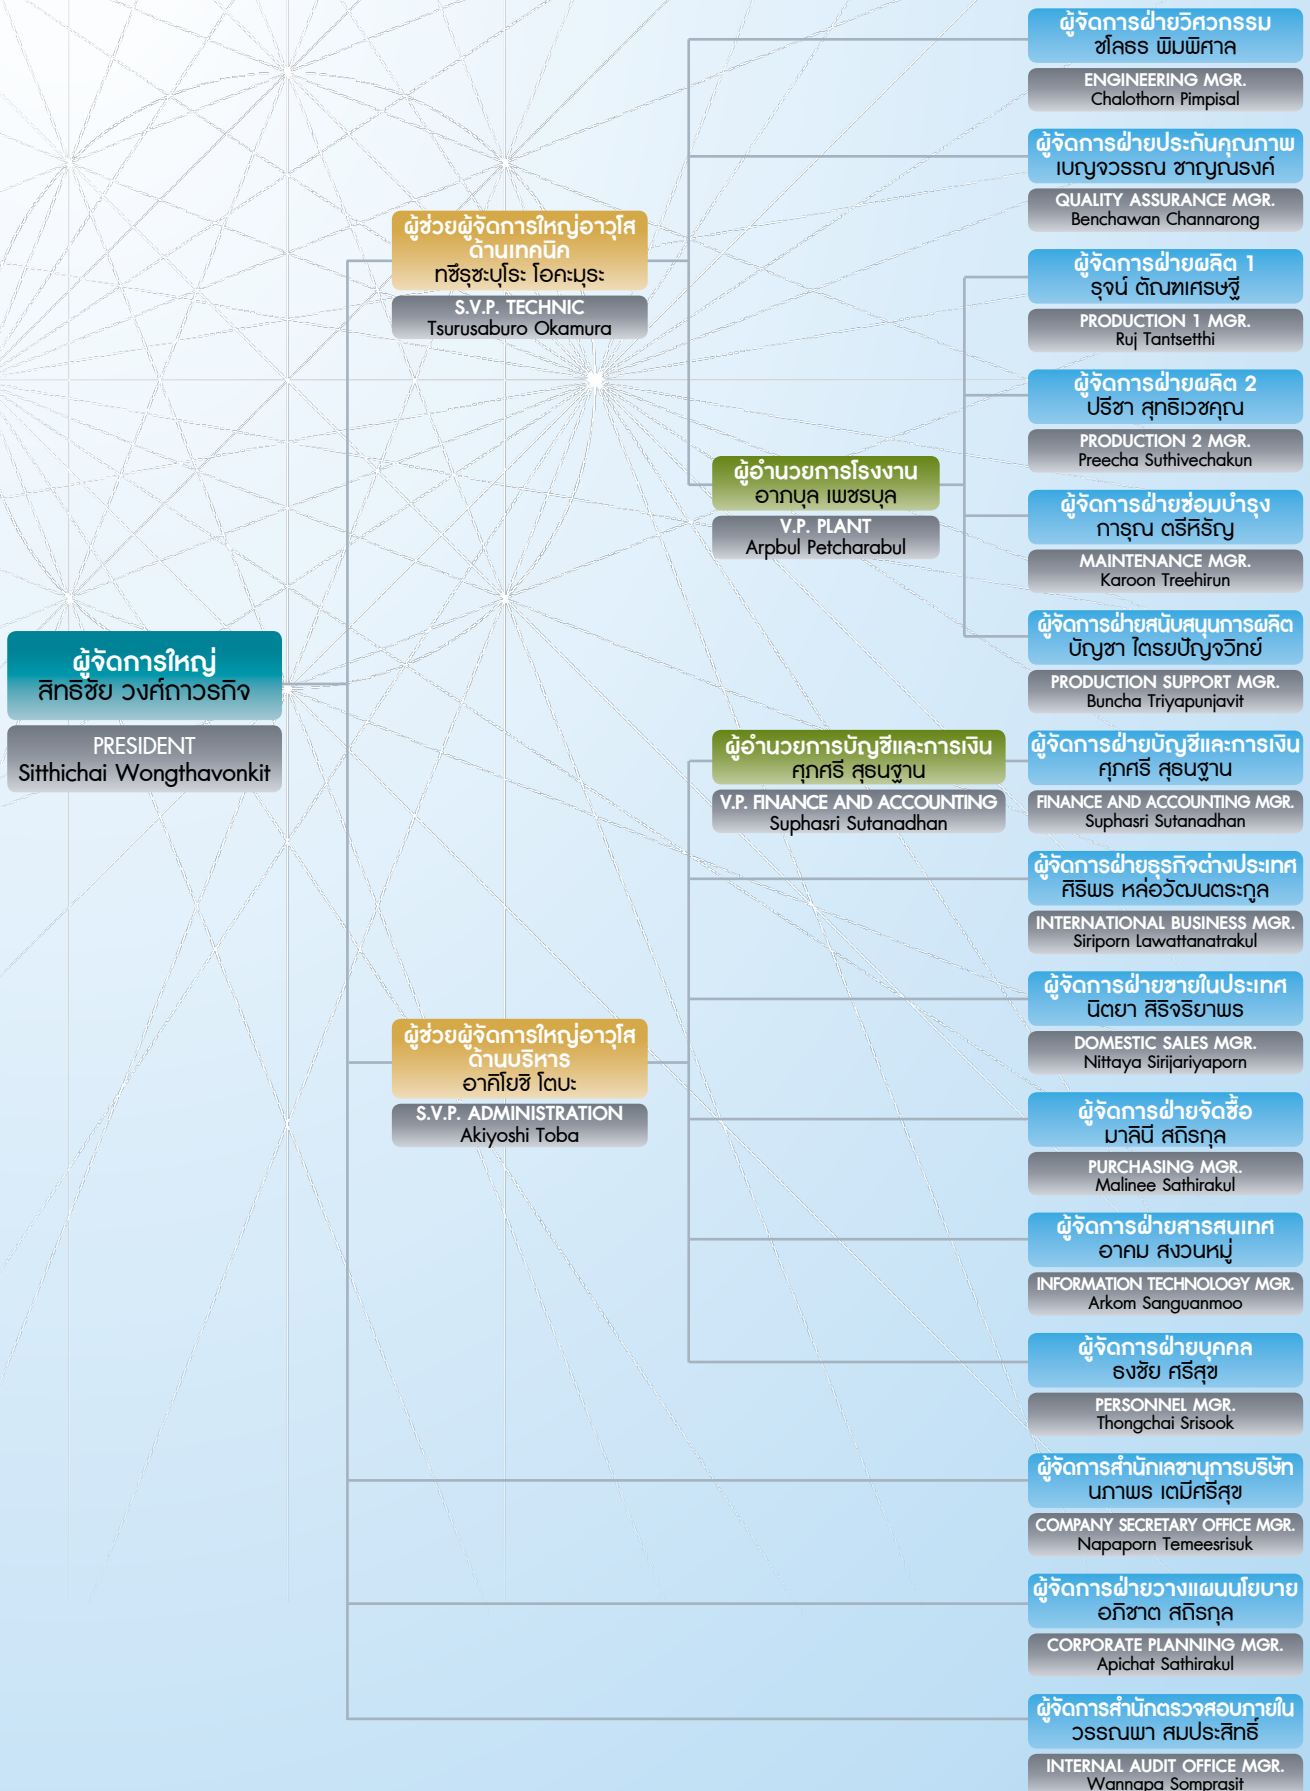 ผู้จัดการฝ่ายวิศวกรรม
ชโลธร พิมพิศาล
ENGINEERING MGR.
Chalothorn Pimpisal
ผู้จัดการฝ่ายประกันคุณภาพ
เบญจวรรณ ชาญณรงค์
QUALITY ASSURANCE MGR.
Benchawan Channarong
ผู้ช่วยผู้จัดการใหญ่อาวุโส
ด้านเทคนิค
ทซึรุซะบุโระ โอคะมุระ
S.V.P. TECHNIC
Tsurusaburo Okamura
ผู้จัดการฝ่ายผลิต 1
รุจน์ ตัณฑเศรษฐี
PRODUCTION 1 MGR.
Ruj Tantsetthi
ผู้จัดการฝ่ายผลิต 2
ปรีชา สุทธิเวชคุณ
PRODUCTION 2 MGR.
Preecha Suthivechakun
ผู้อำนวยการโรงงาน
อาภบุล เพชรบุล
V.P. PLANT
Arpbul Petcharabul
ผู้จัดการฝ่ายซ่อมบำรุง
การุณ ตรีหิรัญ
MAINTENANCE MGR.
Karoon Treehirun
ผู้จัดการฝ่ายสนับสนุนการผลิต
บัญชา ไตรยปัญจวิทย์
PRODUCTION SUPPORT MGR.
Buncha Triyapunjavit
ผู้จัดการใหญ่
สิทธิชัย วงศ์ถาวรกิจ
PRESIDENT
Sitthichai Wongthavonkit
ผู้อำนวยการบัญชีและการเงิน
ศุภศรี สุธนฐาน
V.P. FINANCE AND ACCOUNTING
Suphasri Sutanadhan
ผู้จัดการฝ่ายบัญชีและการเงิน
ศุภศรี สุธนฐาน
FINANCE AND ACCOUNTING MGR.
Suphasri Sutanadhan
ผู้จัดการฝ่ายธุรกิจต่างประเทศ
ศิริพร หล่อวัฒนตระกูล
INTERNATIONAL BUSINESS MGR.
Siriporn Lawattanatrakul
ผู้จัดการฝ่ายขายในประเทศ
นิตยา สิริจริยาพร
DOMESTIC SALES MGR.
Nittaya Sirijariyaporn
ผู้ช่วยผู้จัดการใหญ่อาวุโส
ด้านบริหาร
อาคิโยชิ โตบะ
S.V.P. ADMINISTRATION
Akiyoshi Toba
ผู้จัดการฝ่ายจัดซื้อ
มาลินี สถิรกุล
PURCHASING MGR.
Malinee Sathirakul
ผู้จัดการฝ่ายสารสนเทศ
อาคม สงวนหมู่
INFORMATION TECHNOLOGY MGR.
Arkom Sanguanmoo
ผู้จัดการฝ่ายบุคคล
ธงชัย ศรีสุข
PERSONNEL MGR.
Thongchai Srisook
ผู้จัดการสำนักเลขานุการบริษัท
นภาพร เตมีศรีสุข
COMPANY SECRETARY OFFICE MGR.
Napaporn Temeesrisuk
ผู้จัดการฝ่ายวางแผนนโยบาย
อภิชาต สถิรกุล
CORPORATE PLANNING MGR.
Apichat Sathirakul
ผู้จัดการสำนักตรวจสอบภายใน
วรรณพา สมประสิทธิ์
INTERNAL AUDIT OFFICE MGR.
Wannapa Somprasit